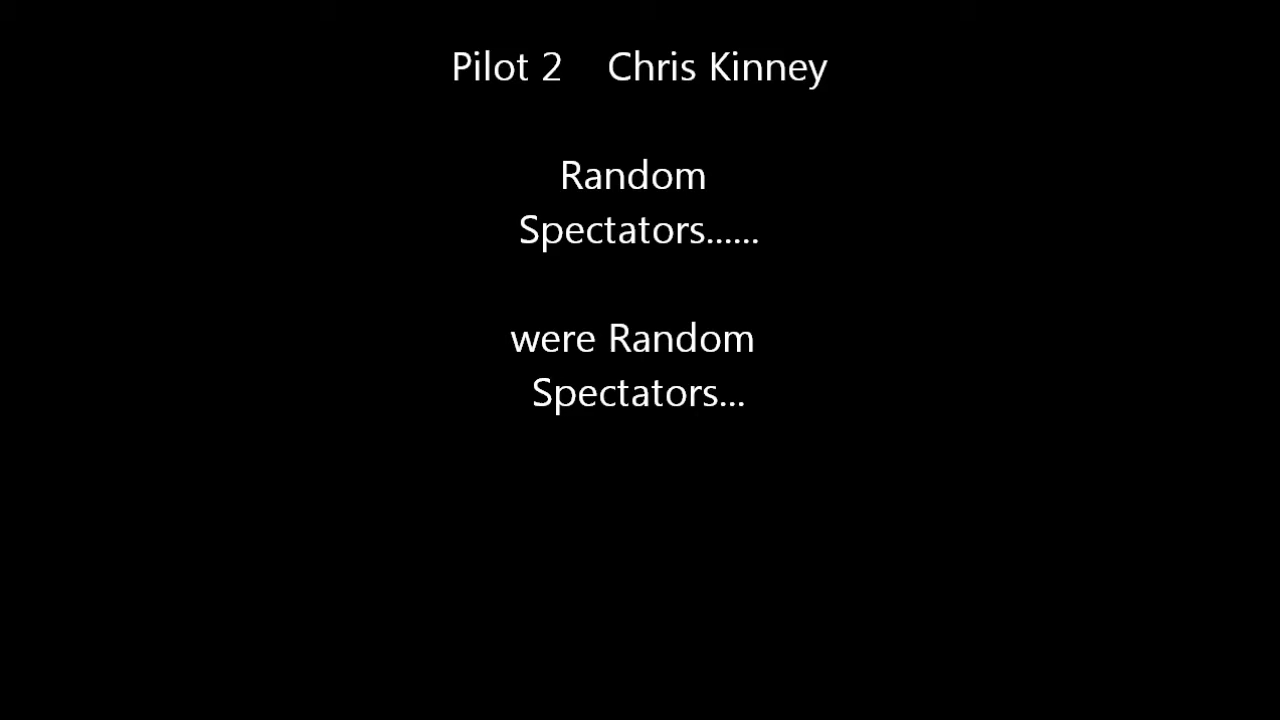 Pilot 2 Chris Kinney
Random
Spectators......
were Random
Spectators...